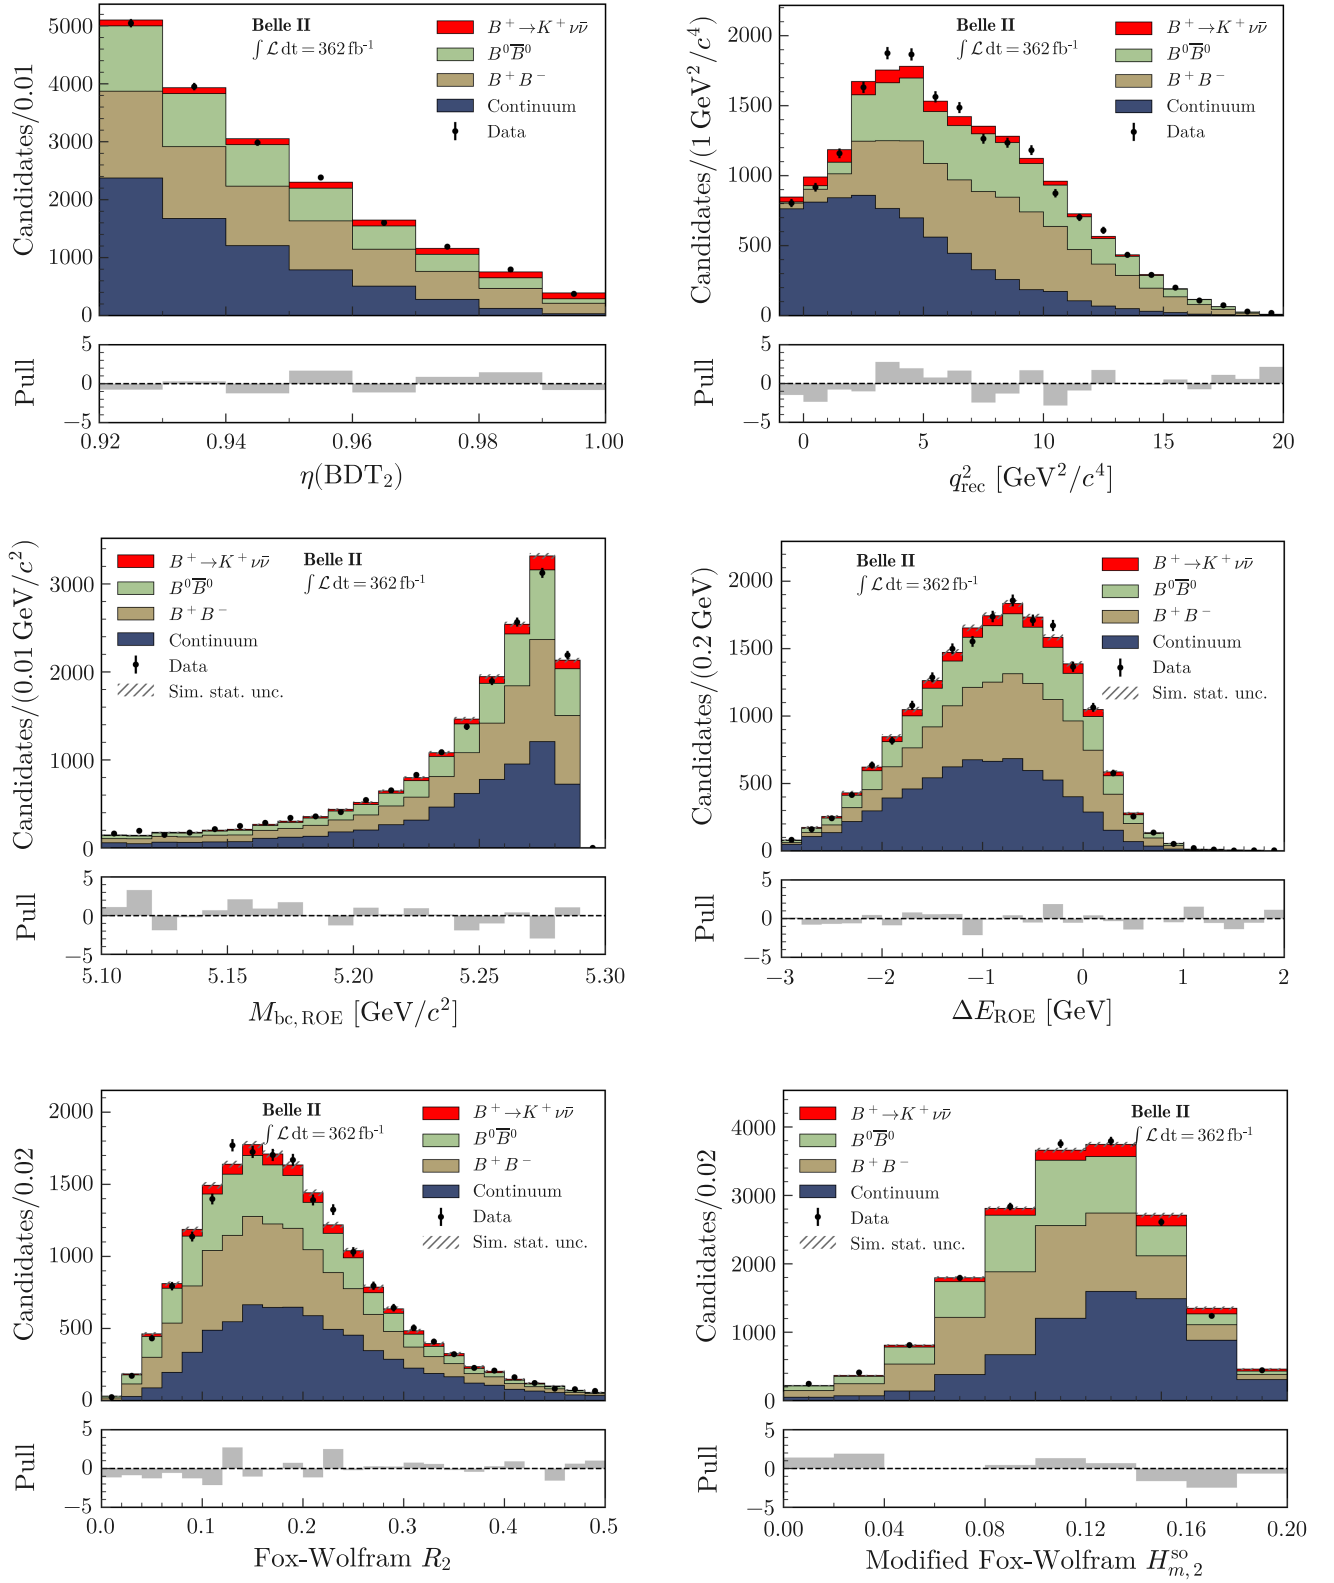 Candidates/0.01
5000
4000
3000
2000
1000
0
Belle II
∫ℒdt = 362 fb⁻¹
B⁺→K⁺νν̄
B⁰B̄⁰
B⁺B⁻
Continuum
Data
Pull
5
0
−5
0.92 0.94 0.96 0.98 1.00
η(BDT₂)
Candidates/(1 GeV²/c⁴)
2000
1500
1000
500
0
Belle II
∫ℒdt = 362 fb⁻¹
B⁺→K⁺νν̄
B⁰B̄⁰
B⁺B⁻
Continuum
Data
Pull
5
0
−5
0 5 10 15 20
q²rec [GeV²/c⁴]
Candidates/(0.01 GeV/c²)
3000
2000
1000
0
B⁺→K⁺νν̄
B⁰B̄⁰
B⁺B⁻
Continuum
Data
Sim. stat. unc.
Belle II
∫ℒdt = 362 fb⁻¹
Pull
5
0
−5
5.10 5.15 5.20 5.25 5.30
M_bc,ROE [GeV/c²]
Candidates/(0.2 GeV)
2000
1500
1000
500
0
Belle II
∫ℒdt = 362 fb⁻¹
B⁺→K⁺νν̄
B⁰B̄⁰
B⁺B⁻
Continuum
Data
Sim. stat. unc.
Pull
5
0
−5
−3 −2 −1 0 1 2
ΔE_ROE [GeV]
Candidates/0.02
2000
1500
1000
500
0
Belle II
∫ℒdt = 362 fb⁻¹
B⁺→K⁺νν̄
B⁰B̄⁰
B⁺B⁻
Continuum
Data
Sim. stat. unc.
Pull
5
0
−5
0.0 0.1 0.2 0.3 0.4 0.5
Fox-Wolfram R₂
Candidates/0.02
4000
3000
2000
1000
0
B⁺→K⁺νν̄
B⁰B̄⁰
B⁺B⁻
Continuum
Data
Sim. stat. unc.
Belle II
∫ℒdt = 362 fb⁻¹
Pull
5
0
−5
0.00 0.04 0.08 0.12 0.16 0.20
Modified Fox-Wolfram H^so_m,2